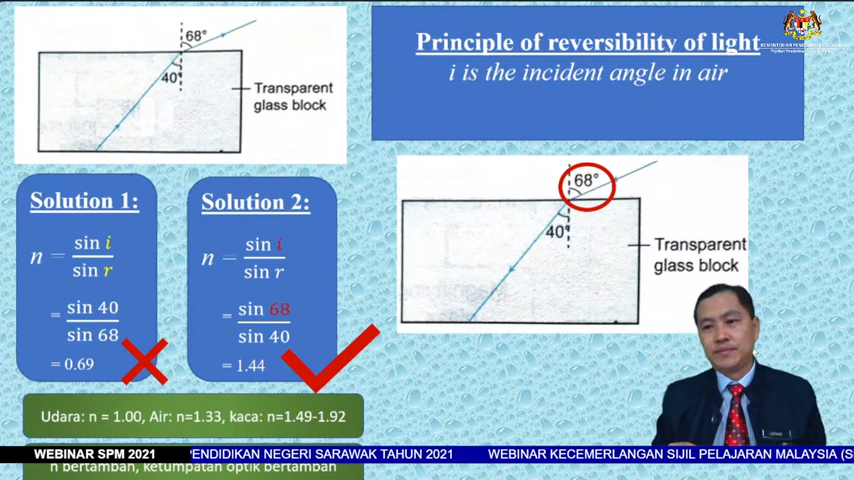 68°
40°
Transparent
glass block
Principle of reversibility of light
i is the incident angle in air
Solution 1:
n = sin i / sin r
= sin 40 / sin 68
= 0.69
Solution 2:
n = sin i / sin r
= sin 68 / sin 40
= 1.44
68°
40°
Transparent
glass block
Udara: n = 1.00, Air: n=1.33, kaca: n=1.49-1.92
n bertambah, ketumpatan optik bertambah
WEBINAR SPM 2021
PENDIDIKAN NEGERI SARAWAK TAHUN 2021 WEBINAR KECEMERLANGAN SIJIL PELAJARAN MALAYSIA (S